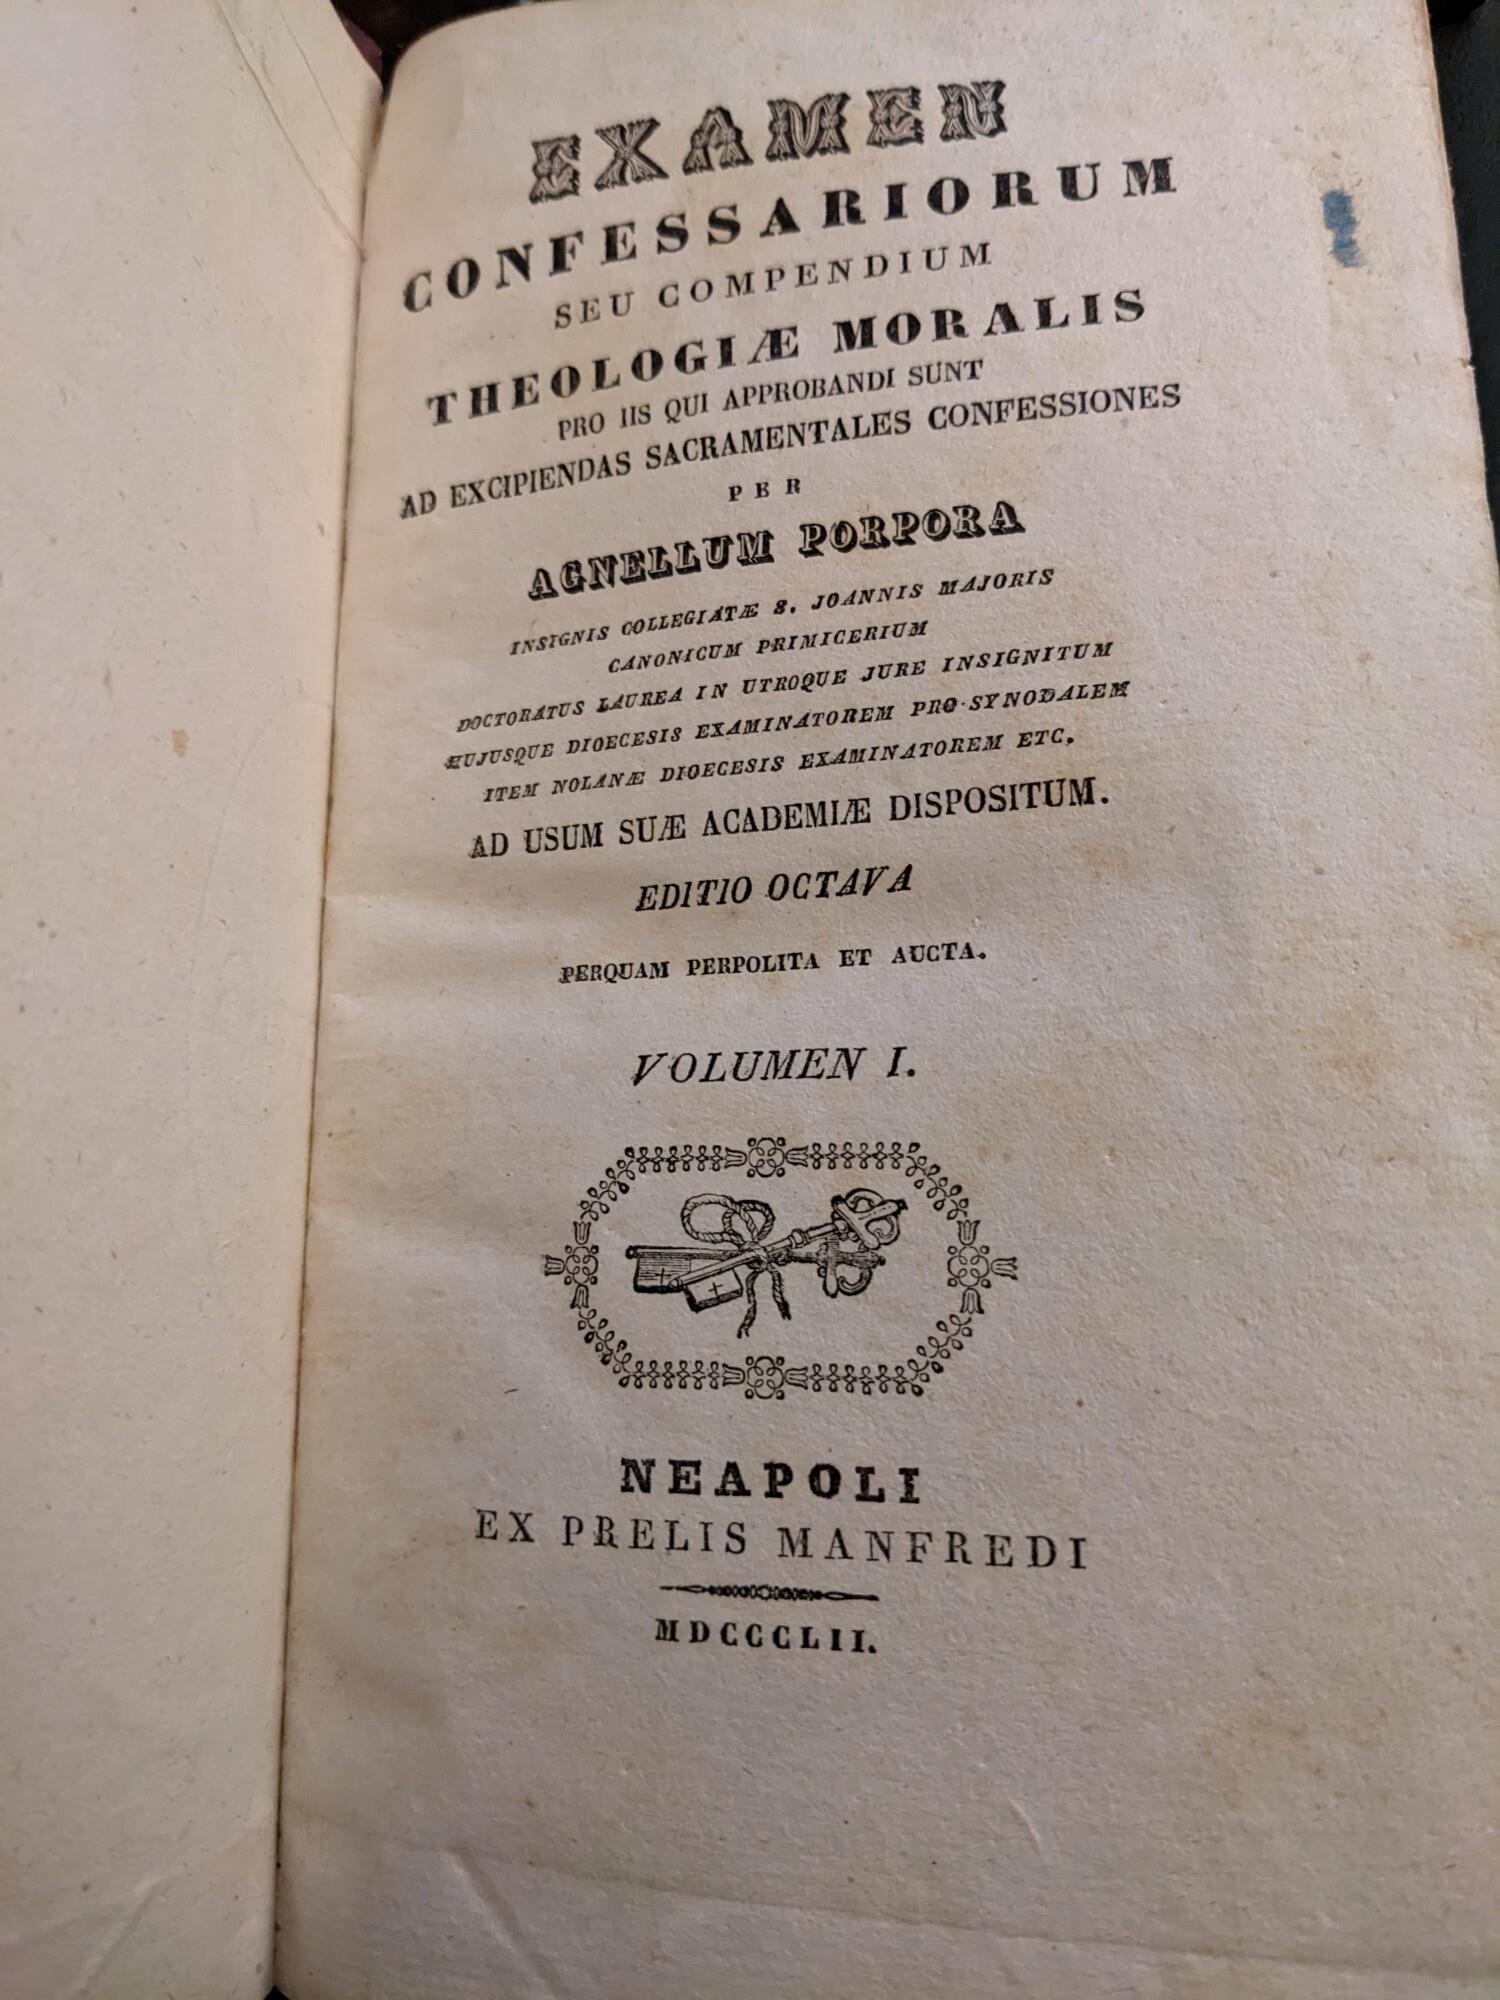 EXAMEN
CONFESSARIORUM
SEU COMPENDIUM
THEOLOGIÆ MORALIS
PRO IIS QUI APPROBANDI SUNT
AD EXCIPIENDAS SACRAMENTALES CONFESSIONES
PER
AGNELLUM PORPORA
INSIGNIS COLLEGIATÆ S. JOANNIS MAJORIS
CANONICUM PRIMICERIUM
DOCTORATUS LAUREA IN UTROQUE JURE INSIGNITUM
HUJUSQUE DIOECESIS EXAMINATOREM PRO-SYNODALEM
ITEM NOLANÆ DIOECESIS EXAMINATOREM ETC.
AD USUM SUÆ ACADEMIÆ DISPOSITUM.
EDITIO OCTAVA
PERQUAM PERPOLITA ET AUCTA.
VOLUMEN I.
NEAPOLI
EX PRELIS MANFREDI
MDCCCLII.